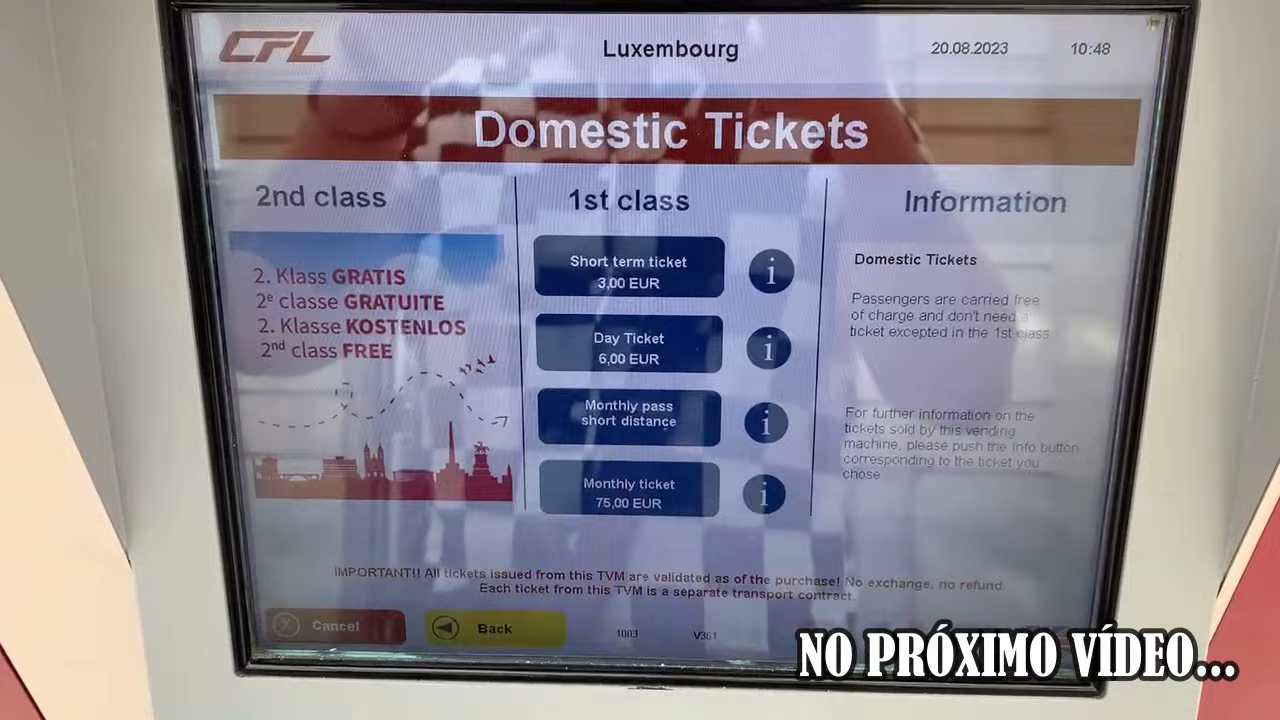 CFL
Luxembourg
20.08.2023
10:48
Domestic Tickets
2nd class
2. Klass GRATIS
2e classe GRATUITE
2. Klasse KOSTENLOS
2nd class FREE
1st class
Short term ticket
3,00 EUR
i
Day Ticket
6,00 EUR
i
Monthly pass
short distance
i
Monthly ticket
75,00 EUR
i
Information
Domestic Tickets
Passengers are carried free
of charge and don't need a
ticket excepted in the 1st class
For further information on the
tickets sold by this vending
machine, please push the Info button
corresponding to the ticket you
chose
IMPORTANT!! All tickets issued from this TVM are validated as of the purchase! No exchange, no refund.
Each ticket from this TVM is a separate transport contract.
X Cancel
Back
1003
V361
NO PRÓXIMO VÍDEO...